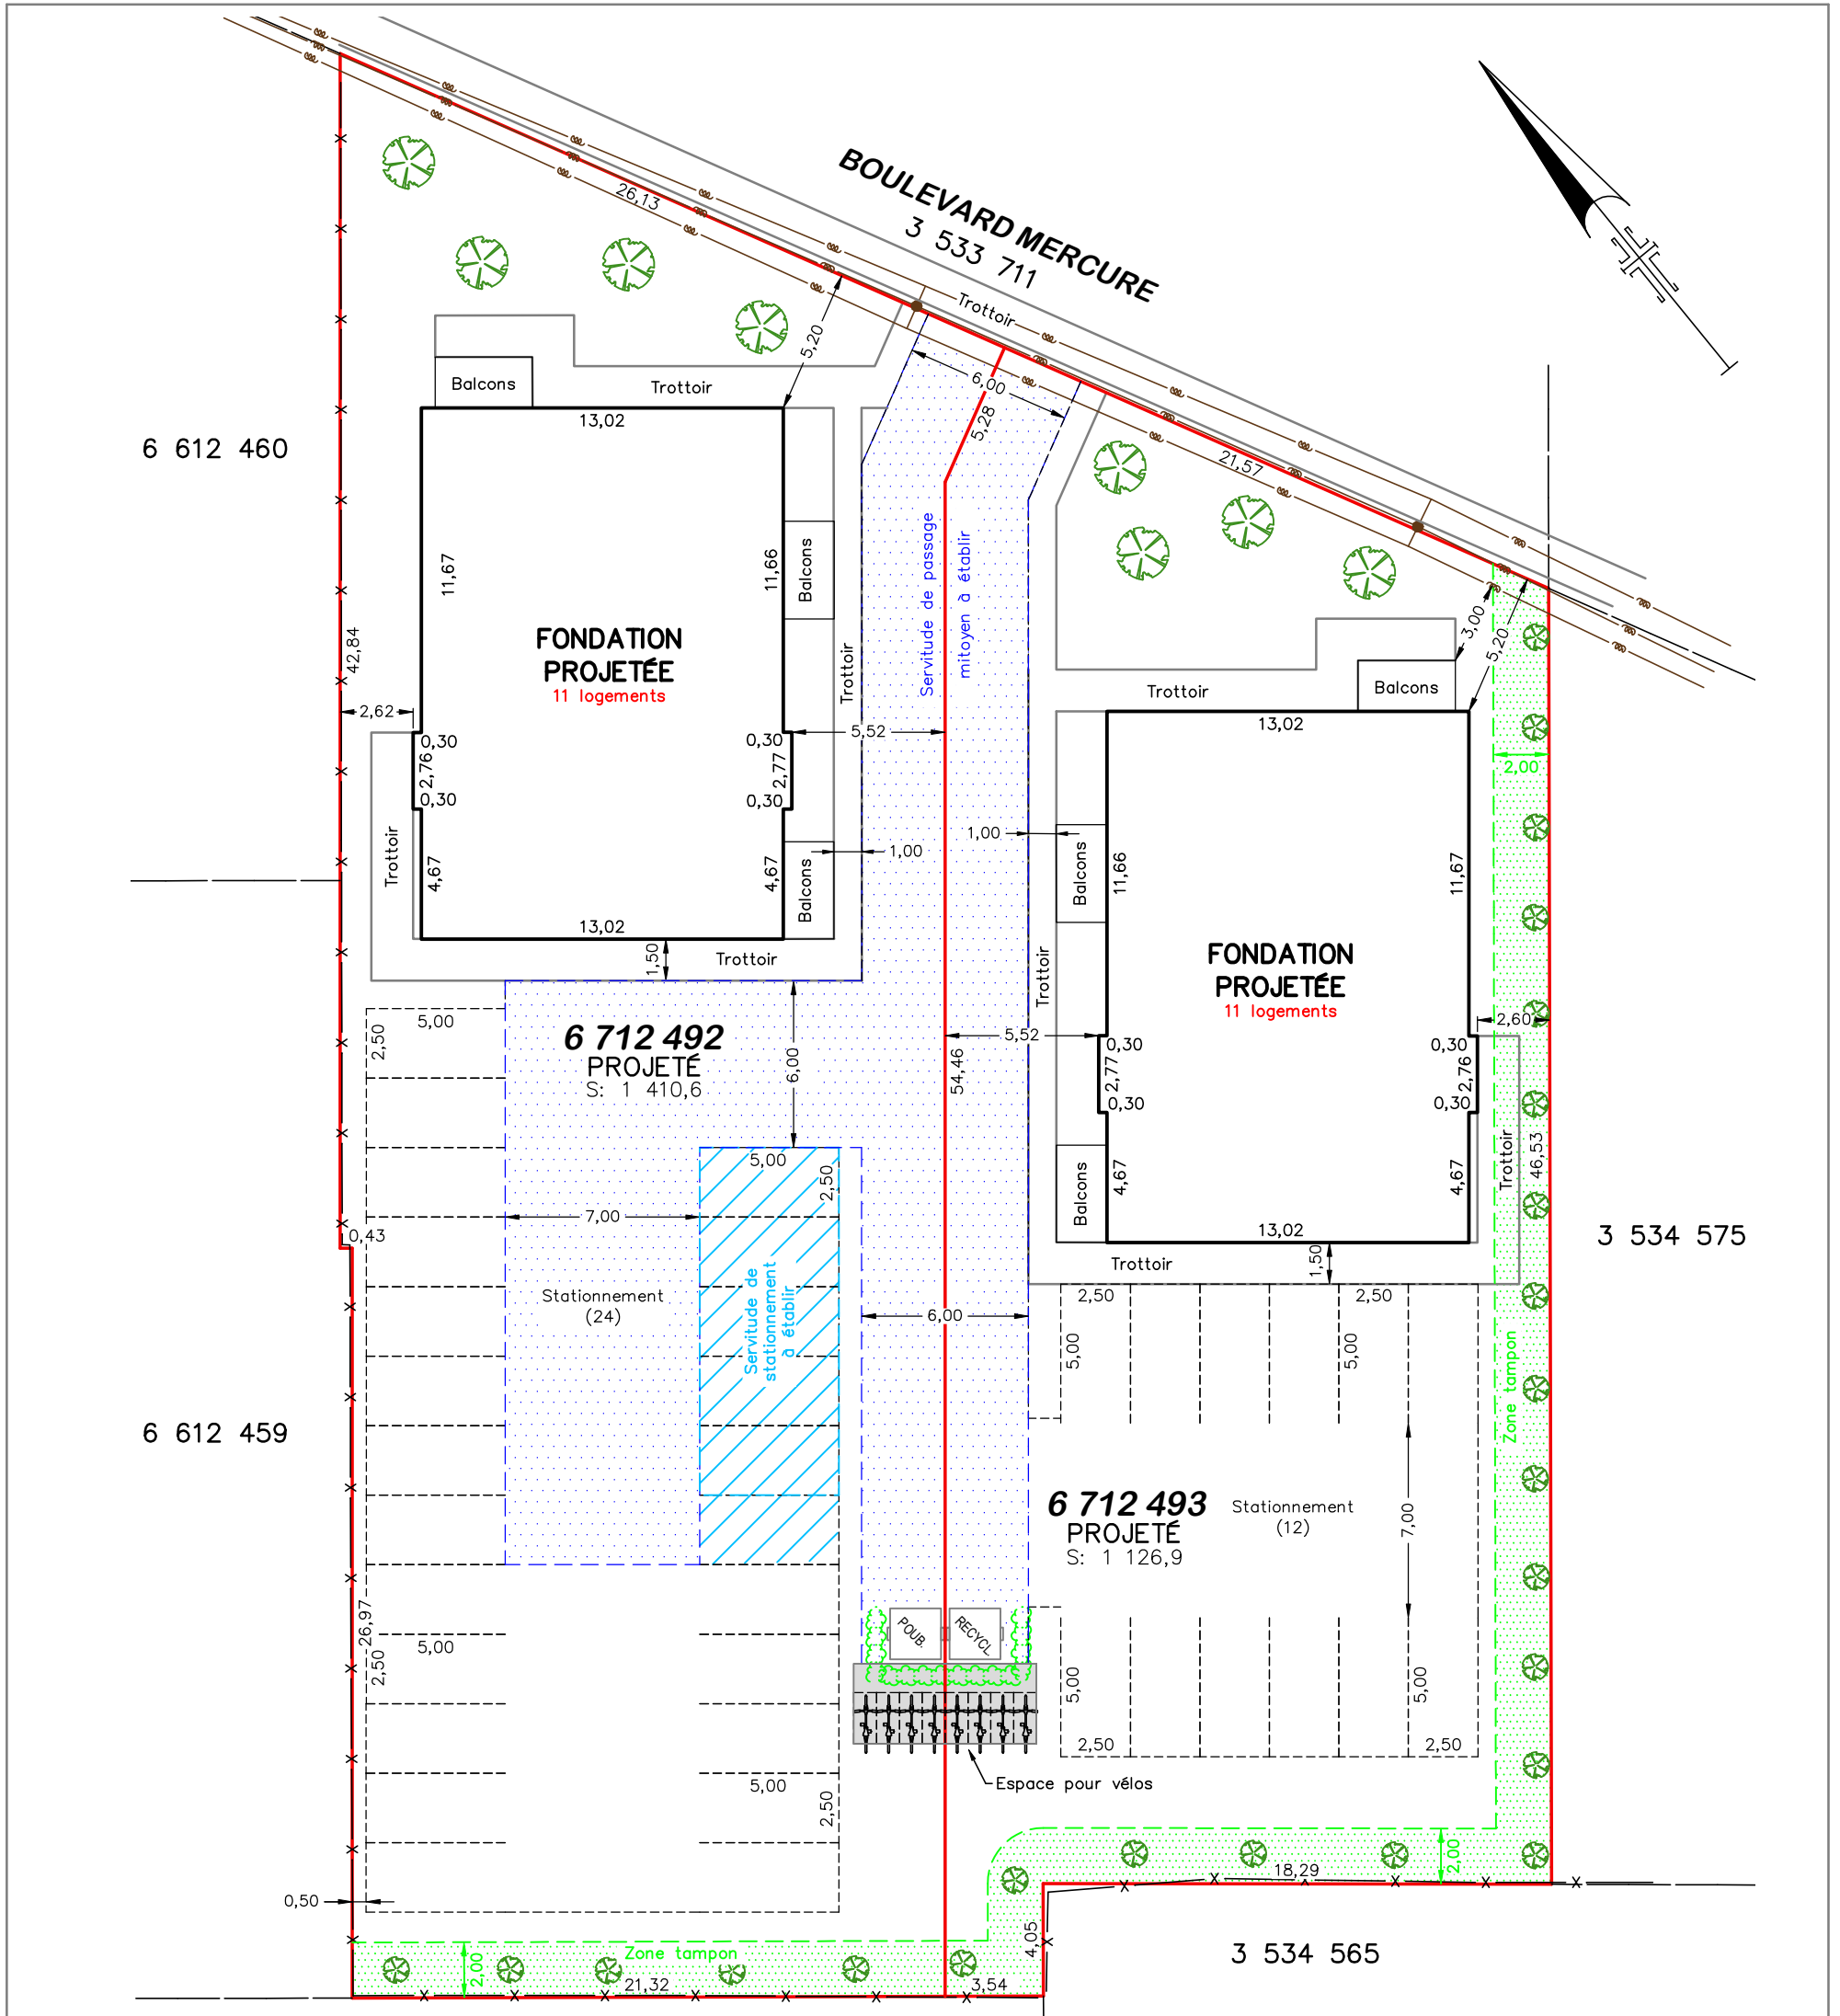 BOULEVARD MERCURE
3 533 711
Trottoir
26,13
5,20
6,00
5,28
21,57
Balcons
Trottoir
13,02
6 612 460
11,67
11,66
Balcons
FONDATION
PROJETÉE
11 logements
42,84
2,62
0,30
2,76
0,30
0,30
2,77
0,30
5,52
Trottoir
Servitude de passage
mitoyen à établir
Trottoir
4,67
4,67
Balcons
1,00
13,02
1,50
Trottoir
3,00
5,20
Balcons
Trottoir
13,02
2,00
1,00
Balcons
11,66
11,67
FONDATION
PROJETÉE
11 logements
Trottoir
5,52
2,60
0,30
2,77
0,30
0,30
2,76
0,30
54,46
Balcons
4,67
4,67
Trottoir
46,53
13,02
1,50
Trottoir
3 534 575
5,00
2,50
6 712 492
PROJETÉ
S: 1 410,6
6,00
5,00
2,50
7,00
0,43
Servitude de
stationnement
à établir
Stationnement
(24)
6,00
2,50
2,50
5,00
5,00
Zone tampon
6 612 459
6 712 493
PROJETÉ
S: 1 126,9
Stationnement
(12)
7,00
26,97
5,00
2,50
POUB.
RECYCL
5,00
5,00
2,50
2,50
Espace pour vélos
5,00
2,50
0,50
2,00
18,29
4,05
3 534 565
Zone tampon
2,00
21,32
3,54